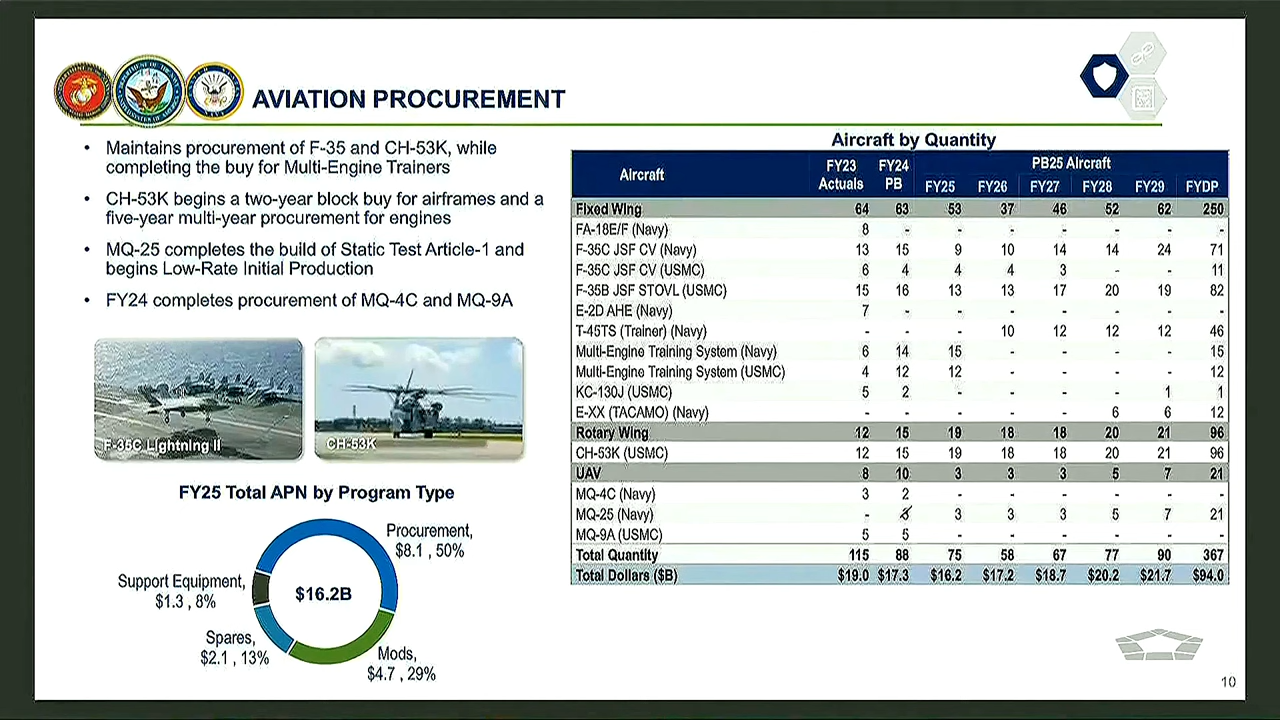 AVIATION PROCUREMENT
• Maintains procurement of F-35 and CH-53K, while
completing the buy for Multi-Engine Trainers
• CH-53K begins a two-year block buy for airframes and a
five-year multi-year procurement for engines
• MQ-25 completes the build of Static Test Article-1 and
begins Low-Rate Initial Production
• FY24 completes procurement of MQ-4C and MQ-9A
F-35C Lightning II
CH-53K
FY25 Total APN by Program Type
Procurement,
$8.1 , 50%
Support Equipment,
$1.3 , 8%
$16.2B
Spares,
$2.1 , 13%
Mods,
$4.7 , 29%
Aircraft by Quantity
Aircraft FY23 Actuals FY24 PB PB25 Aircraft
FY25 FY26 FY27 FY28 FY29 FYDP
Fixed Wing 64 63 53 37 46 52 62 250
FA-18E/F (Navy) 8 - - - - - - -
F-35C JSF CV (Navy) 13 15 9 10 14 14 24 71
F-35C JSF CV (USMC) 6 4 4 4 3 - - 11
F-35B JSF STOVL (USMC) 15 16 13 13 17 20 19 82
E-2D AHE (Navy) 7 - - - - - - -
T-45TS (Trainer) (Navy) - - - 10 12 12 12 46
Multi-Engine Training System (Navy) 6 14 15 - - - - 15
Multi-Engine Training System (USMC) 4 12 12 - - - - 12
KC-130J (USMC) 5 2 - - - - 1 1
E-XX (TACAMO) (Navy) - - - - - 6 6 12
Rotary Wing 12 15 19 18 18 20 21 96
CH-53K (USMC) 12 15 19 18 18 20 21 96
UAV 8 10 3 3 3 5 7 21
MQ-4C (Navy) 3 2 - - - - - -
MQ-25 (Navy) - 3 3 3 3 5 7 21
MQ-9A (USMC) 5 5 - - - - - -
Total Quantity 115 88 75 58 67 77 90 367
Total Dollars ($B) $19.0 $17.3 $16.2 $17.2 $18.7 $20.2 $21.7 $94.0
10